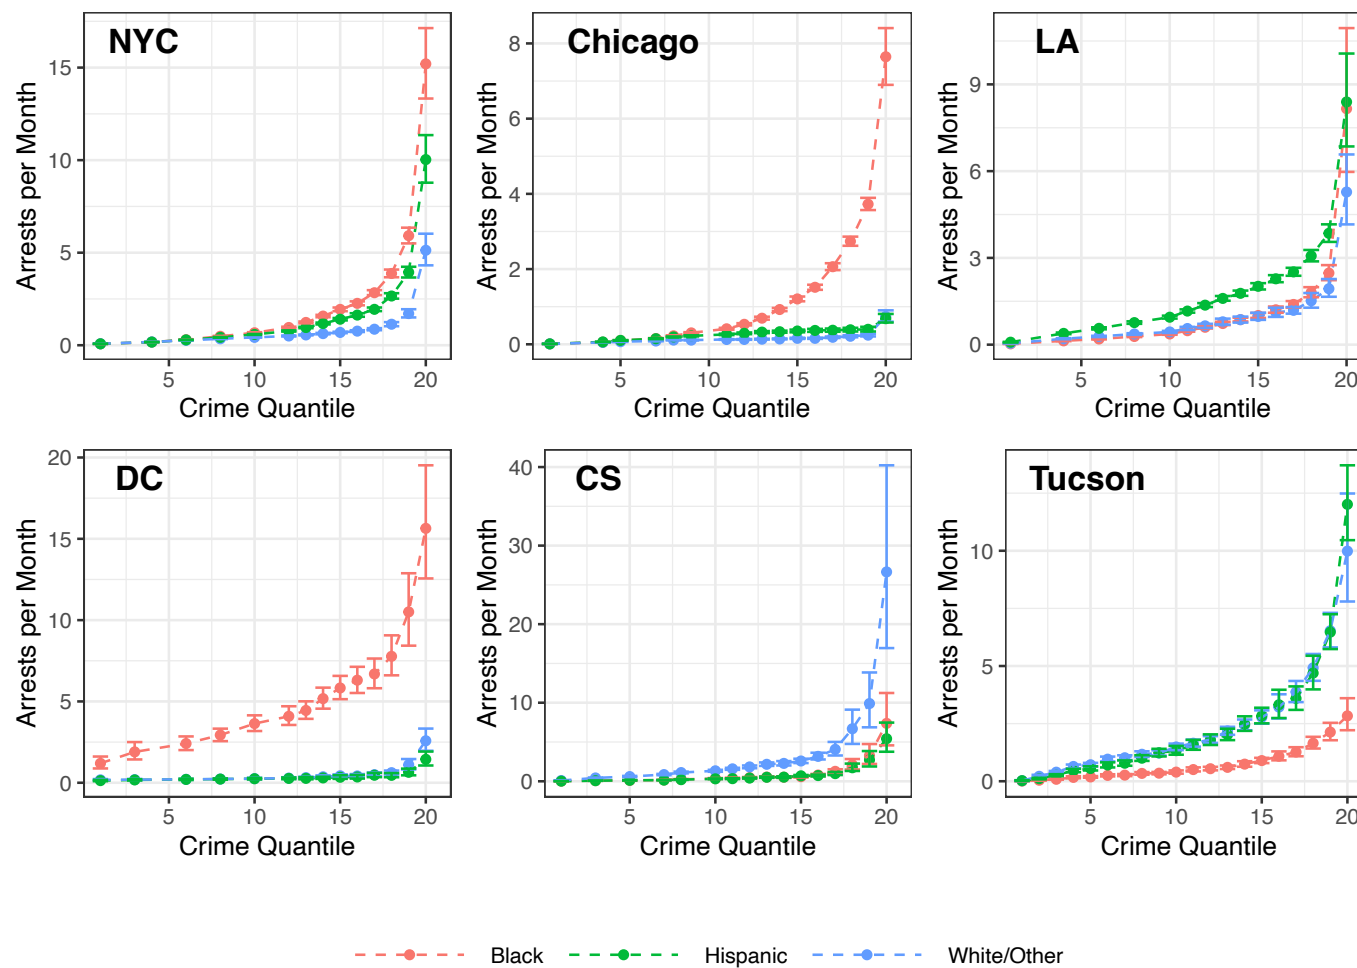 NYC
Arrests per Month
15
10
5
0
5 10 15 20
Crime Quantile
Chicago
Arrests per Month
8
6
4
2
0
5 10 15 20
Crime Quantile
LA
Arrests per Month
9
6
3
0
5 10 15 20
Crime Quantile
DC
Arrests per Month
20
15
10
5
0
5 10 15 20
Crime Quantile
CS
Arrests per Month
40
30
20
10
0
5 10 15 20
Crime Quantile
Tucson
Arrests per Month
10
5
0
5 10 15 20
Crime Quantile
Black Hispanic White/Other